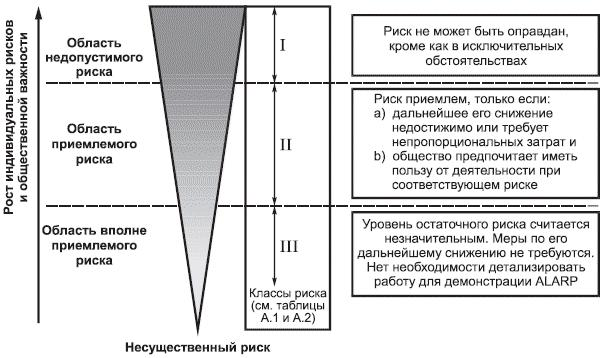 Рост индивидуальных рисков
и общественной важности
Область
недопустимого
риска
I
Риск не может быть оправдан,
кроме как в исключительных
обстоятельствах
Область
приемлемого
риска
II
Риск приемлем, только если:
a) дальнейшее его снижение
недостижимо или требует
непропорциональных затрат и
b) общество предпочитает иметь
пользу от деятельности при
соответствующем риске
Область вполне
приемлемого
риска
III
Классы риска
(см. таблицы
А.1 и А.2)
Уровень остаточного риска считается
незначительным. Меры по его
дальнейшему снижению не требуются.
Нет необходимости детализировать
работу для демонстрации ALARP
Несущественный риск